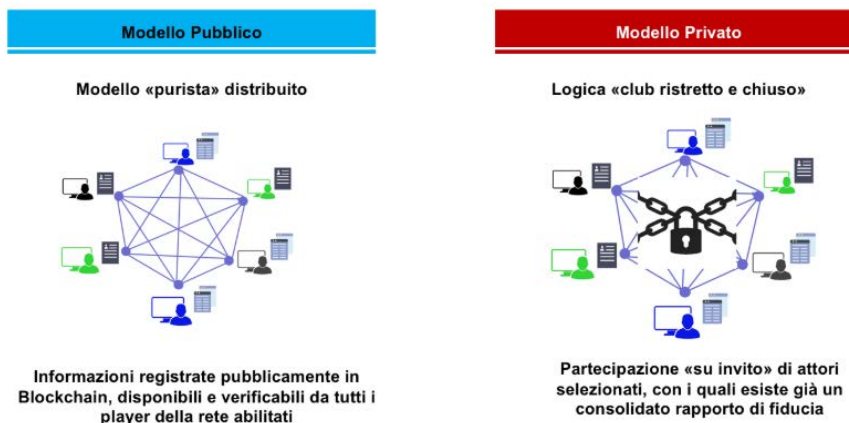 Modello Pubblico
Modello «purista» distribuito
Informazioni registrate pubblicamente in
Blockchain, disponibili e verificabili da tutti i
player della rete abilitati
Modello Privato
Logica «club ristretto e chiuso»
Partecipazione «su invito» di attori
selezionati, con i quali esiste già un
consolidato rapporto di fiducia